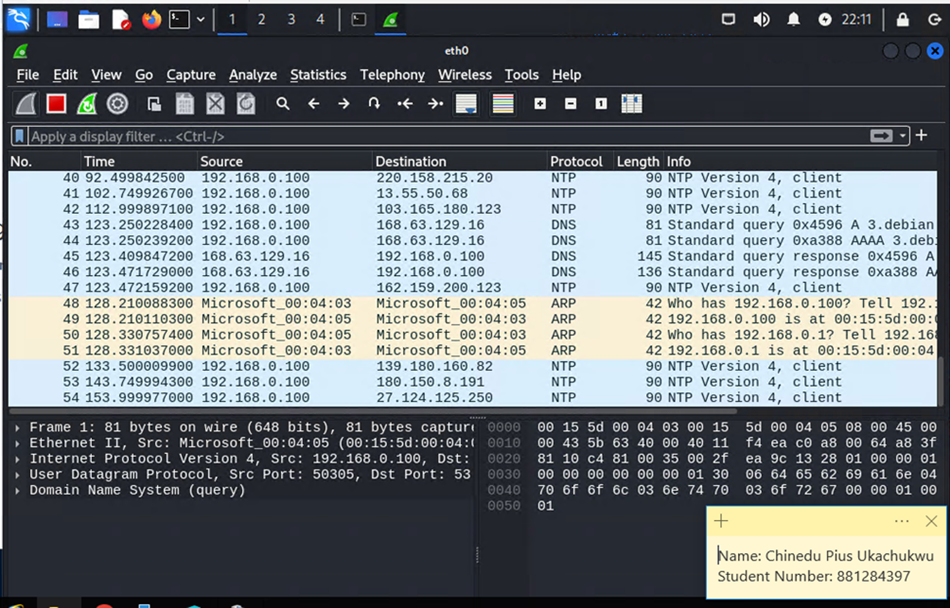 1 2 3 4 22:11
eth0
File Edit View Go Capture Analyze Statistics Telephony Wireless Tools Help
Apply a display filter ... <Ctrl-/>
No. Time Source Destination Protocol Length Info
40 92.499842500 192.168.0.100 220.158.215.20 NTP 90 NTP Version 4, client
41 102.749926700 192.168.0.100 13.55.50.68 NTP 90 NTP Version 4, client
42 112.999897100 192.168.0.100 103.165.180.123 NTP 90 NTP Version 4, client
43 123.250228400 192.168.0.100 168.63.129.16 DNS 81 Standard query 0x4596 A 3.debian
44 123.250239200 192.168.0.100 168.63.129.16 DNS 81 Standard query 0xa388 AAAA 3.deb
45 123.409847200 168.63.129.16 192.168.0.100 DNS 145 Standard query response 0x4596 A
46 123.471729000 168.63.129.16 192.168.0.100 DNS 136 Standard query response 0xa388 A
47 123.472159200 192.168.0.100 162.159.200.123 NTP 90 NTP Version 4, client
48 128.210088300 Microsoft_00:04:03 Microsoft_00:04:05 ARP 42 Who has 192.168.0.100? Tell 192.
49 128.210110300 Microsoft_00:04:05 Microsoft_00:04:03 ARP 42 192.168.0.100 is at 00:15:5d:00:
50 128.330757400 Microsoft_00:04:05 Microsoft_00:04:03 ARP 42 Who has 192.168.0.1? Tell 192.168
51 128.331037000 Microsoft_00:04:03 Microsoft_00:04:05 ARP 42 192.168.0.1 is at 00:15:5d:00:04
52 133.500009900 192.168.0.100 139.180.160.82 NTP 90 NTP Version 4, client
53 143.749994300 192.168.0.100 180.150.8.191 NTP 90 NTP Version 4, client
54 153.999977000 192.168.0.100 27.124.125.250 NTP 90 NTP Version 4, client
Frame 1: 81 bytes on wire (648 bits), 81 bytes capture
Ethernet II, Src: Microsoft_00:04:05 (00:15:5d:00:04:
Internet Protocol Version 4, Src: 192.168.0.100, Dst:
User Datagram Protocol, Src Port: 50305, Dst Port: 53
Domain Name System (query)
0000 00 15 5d 00 04 03 00 15 5d 00 04 05 08 00 45 00
0010 00 43 5b 63 40 00 40 11 f4 ea c0 a8 00 64 a8 3f
0020 81 10 c4 81 00 35 00 2f ea 9c 13 28 01 00 00 01
0030 00 00 00 00 00 00 01 30 06 64 65 62 69 61 6e 04
0040 70 6f 6f 6c 03 6e 74 70 03 6f 72 67 00 00 01 00
0050 01
Name: Chinedu Pius Ukachukwu
Student Number: 881284397